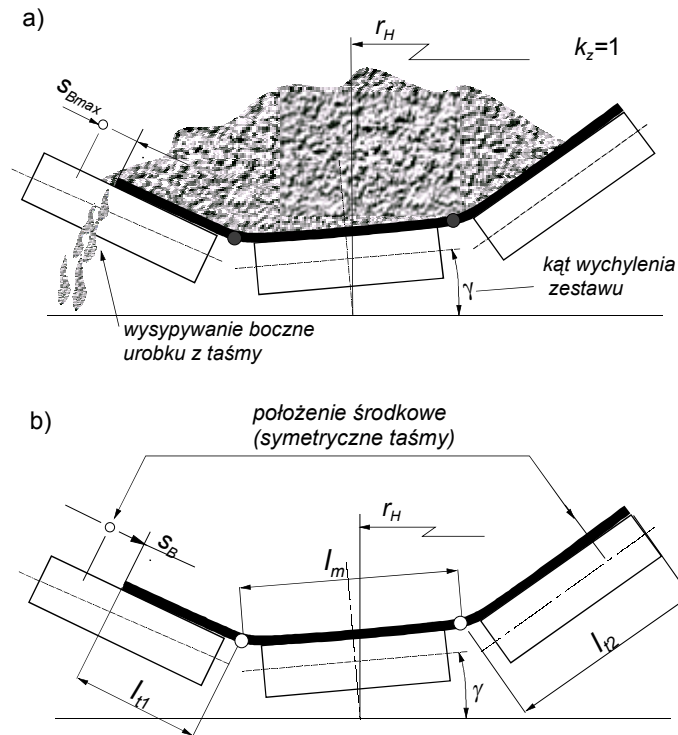 a)
r_H
k_z=1
s_Bmax
kąt wychylenia
zestawu
γ
wysypywanie boczne
urobku z taśmy
b)
położenie środkowe
(symetryczne taśmy)
r_H
s_B
l_m
l_t1
l_t2
γ